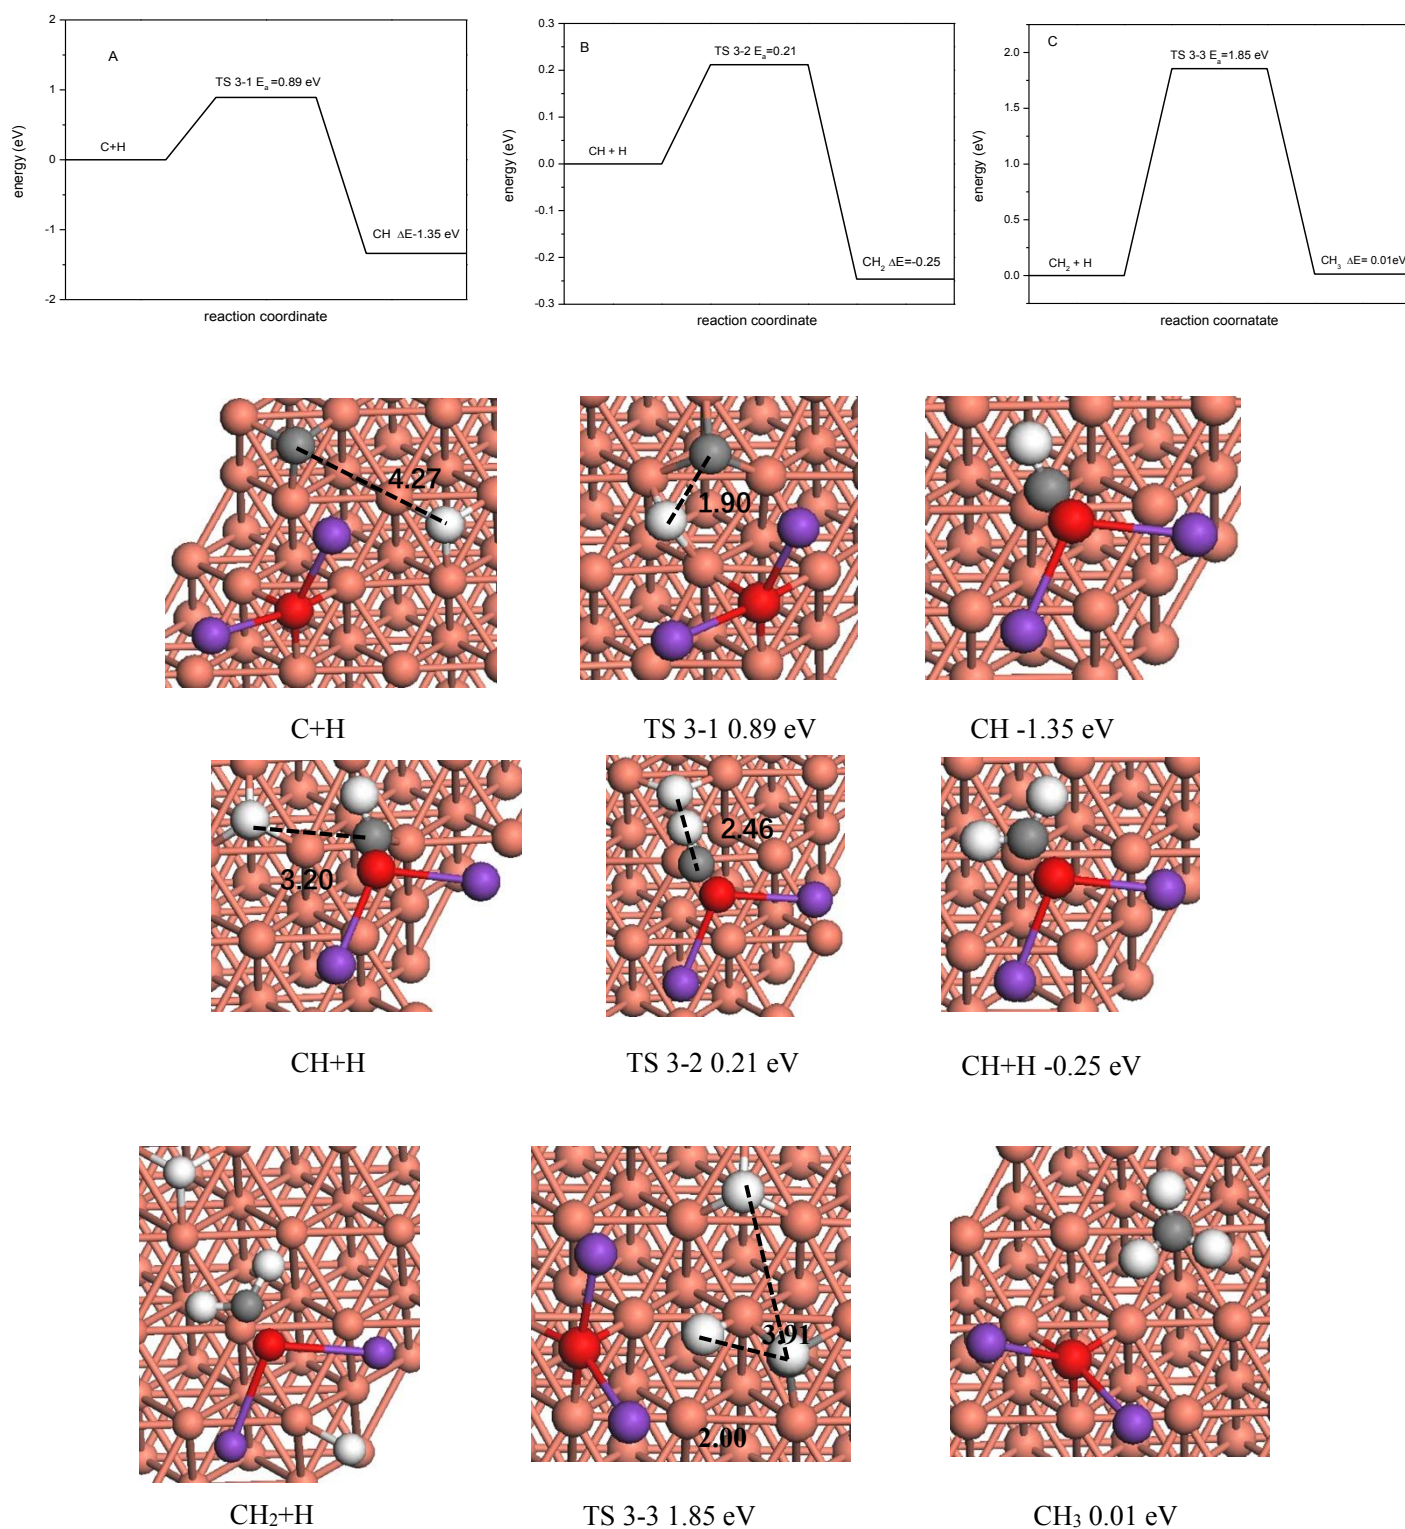 A
TS 3-1 Eₐ=0.89 eV
C+H
CH ΔE-1.35 eV
2
1
0
-1
-2
energy (eV)
reaction coordinate
B
TS 3-2 Eₐ=0.21
CH + H
CH₂ ΔE=-0.25
0.3
0.2
0.1
0.0
-0.1
-0.2
-0.3
energy (eV)
reaction coordinate
C
TS 3-3 Eₐ=1.85 eV
CH₂ + H
CH₃ ΔE= 0.01eV
2.0
1.5
1.0
0.5
0.0
energy (eV)
reaction coornatate
4.27
1.90
C+H
TS 3-1 0.89 eV
CH -1.35 eV
3.20
2.46
CH+H
TS 3-2 0.21 eV
CH+H -0.25 eV
3.91
2.00
CH₂+H
TS 3-3 1.85 eV
CH₃ 0.01 eV